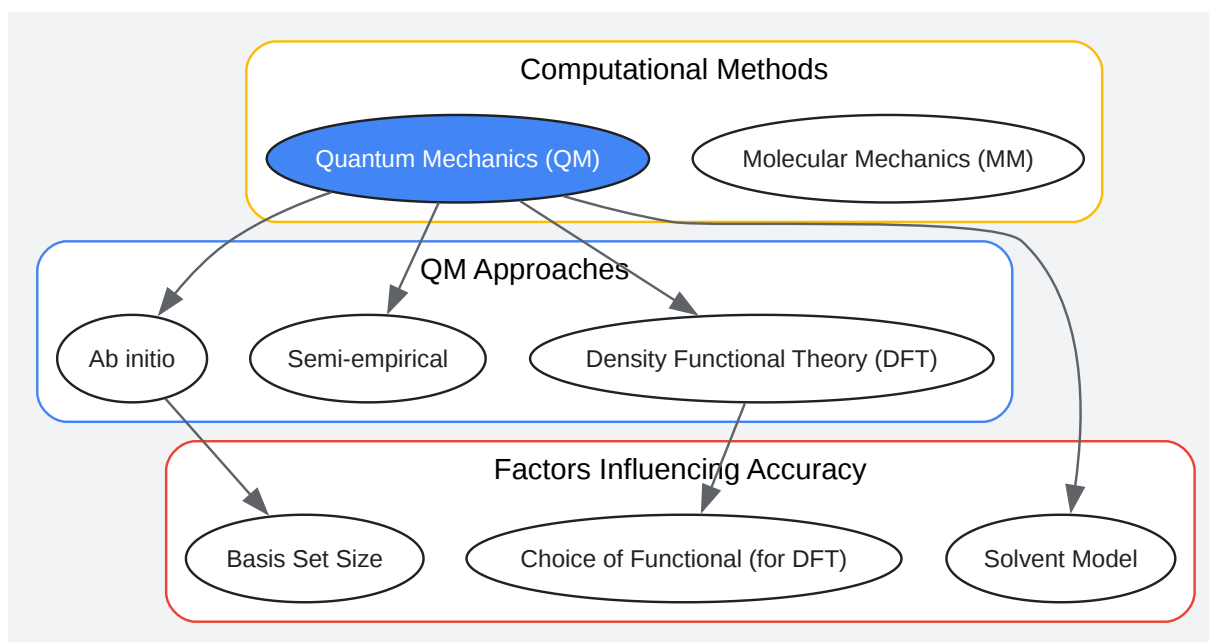 Computational Methods
Quantum Mechanics (QM)
Molecular Mechanics (MM)
QM Approaches
Ab initio
Semi-empirical
Density Functional Theory (DFT)
Factors Influencing Accuracy
Basis Set Size
Choice of Functional (for DFT)
Solvent Model